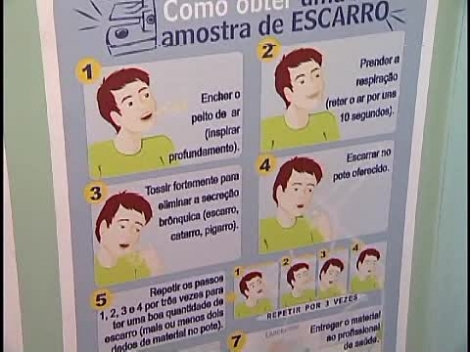 Como obter uma
amostra de ESCARRO
1
Encher o
peito de ar
(inspirar
profundamente).
2
Prender a
respiração
(reter o ar por uns
10 segundos).
3
Tossir fortemente para
eliminar a secreção
brônquica (escarro,
catarro, pigarro).
4
Escarrar no
pote oferecido.
5
Repetir os passos
1, 2, 3 e 4 por três vezes para
ter uma boa quantidade de
escarro (mais ou menos dois
dedos de material no pote).
1
2
3
4
REPETIR POR 3 VEZES
7
Entregar o material
ao profissional
de saúde.